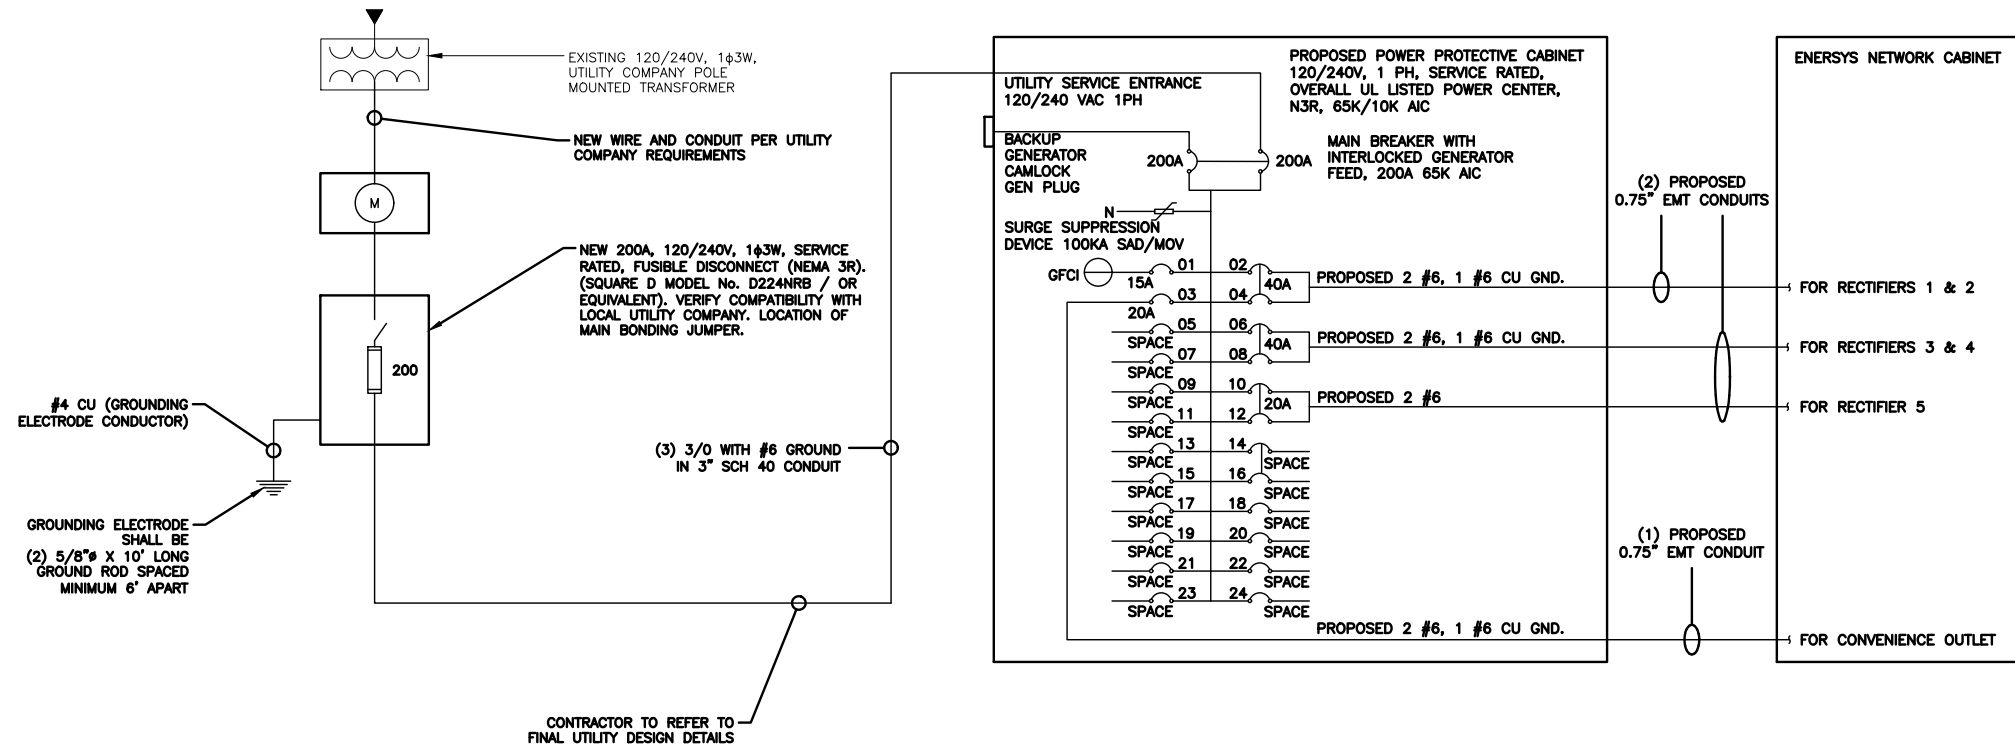 EXISTING 120/240V, 1ϕ3W,
UTILITY COMPANY POLE
MOUNTED TRANSFORMER
NEW WIRE AND CONDUIT PER UTILITY
COMPANY REQUIREMENTS
M
NEW 200A, 120/240V, 1ϕ3W, SERVICE
RATED, FUSIBLE DISCONNECT (NEMA 3R).
(SQUARE D MODEL No. D224NRB / OR
EQUIVALENT). VERIFY COMPATIBILITY WITH
LOCAL UTILITY COMPANY. LOCATION OF
MAIN BONDING JUMPER.
200
#4 CU (GROUNDING
ELECTRODE CONDUCTOR)
GROUNDING ELECTRODE
SHALL BE
(2) 5/8"ø X 10' LONG
GROUND ROD SPACED
MINIMUM 6' APART
(3) 3/0 WITH #6 GROUND
IN 3" SCH 40 CONDUIT
CONTRACTOR TO REFER TO
FINAL UTILITY DESIGN DETAILS
UTILITY SERVICE ENTRANCE
120/240 VAC 1PH
PROPOSED POWER PROTECTIVE CABINET
120/240V, 1 PH, SERVICE RATED,
OVERALL UL LISTED POWER CENTER,
N3R, 65K/10K AIC
BACKUP
GENERATOR
CAMLOCK
GEN PLUG
200A
200A
MAIN BREAKER WITH
INTERLOCKED GENERATOR
FEED, 200A 65K AIC
N
SURGE SUPPRESSION
DEVICE 100KA SAD/MOV
GFCI
01 02
15A 40A
PROPOSED 2 #6, 1 #6 CU GND.
03 04
20A
05 06
SPACE 40A
PROPOSED 2 #6, 1 #6 CU GND.
07 08
SPACE
09 10
SPACE 20A
PROPOSED 2 #6
11 12
SPACE
13 14
SPACE SPACE
15 16
SPACE SPACE
17 18
SPACE SPACE
19 20
SPACE SPACE
21 22
SPACE SPACE
23 24
SPACE SPACE
PROPOSED 2 #6, 1 #6 CU GND.
(2) PROPOSED
0.75" EMT CONDUITS
(1) PROPOSED
0.75" EMT CONDUIT
ENERSYS NETWORK CABINET
FOR RECTIFIERS 1 & 2
FOR RECTIFIERS 3 & 4
FOR RECTIFIER 5
FOR CONVENIENCE OUTLET